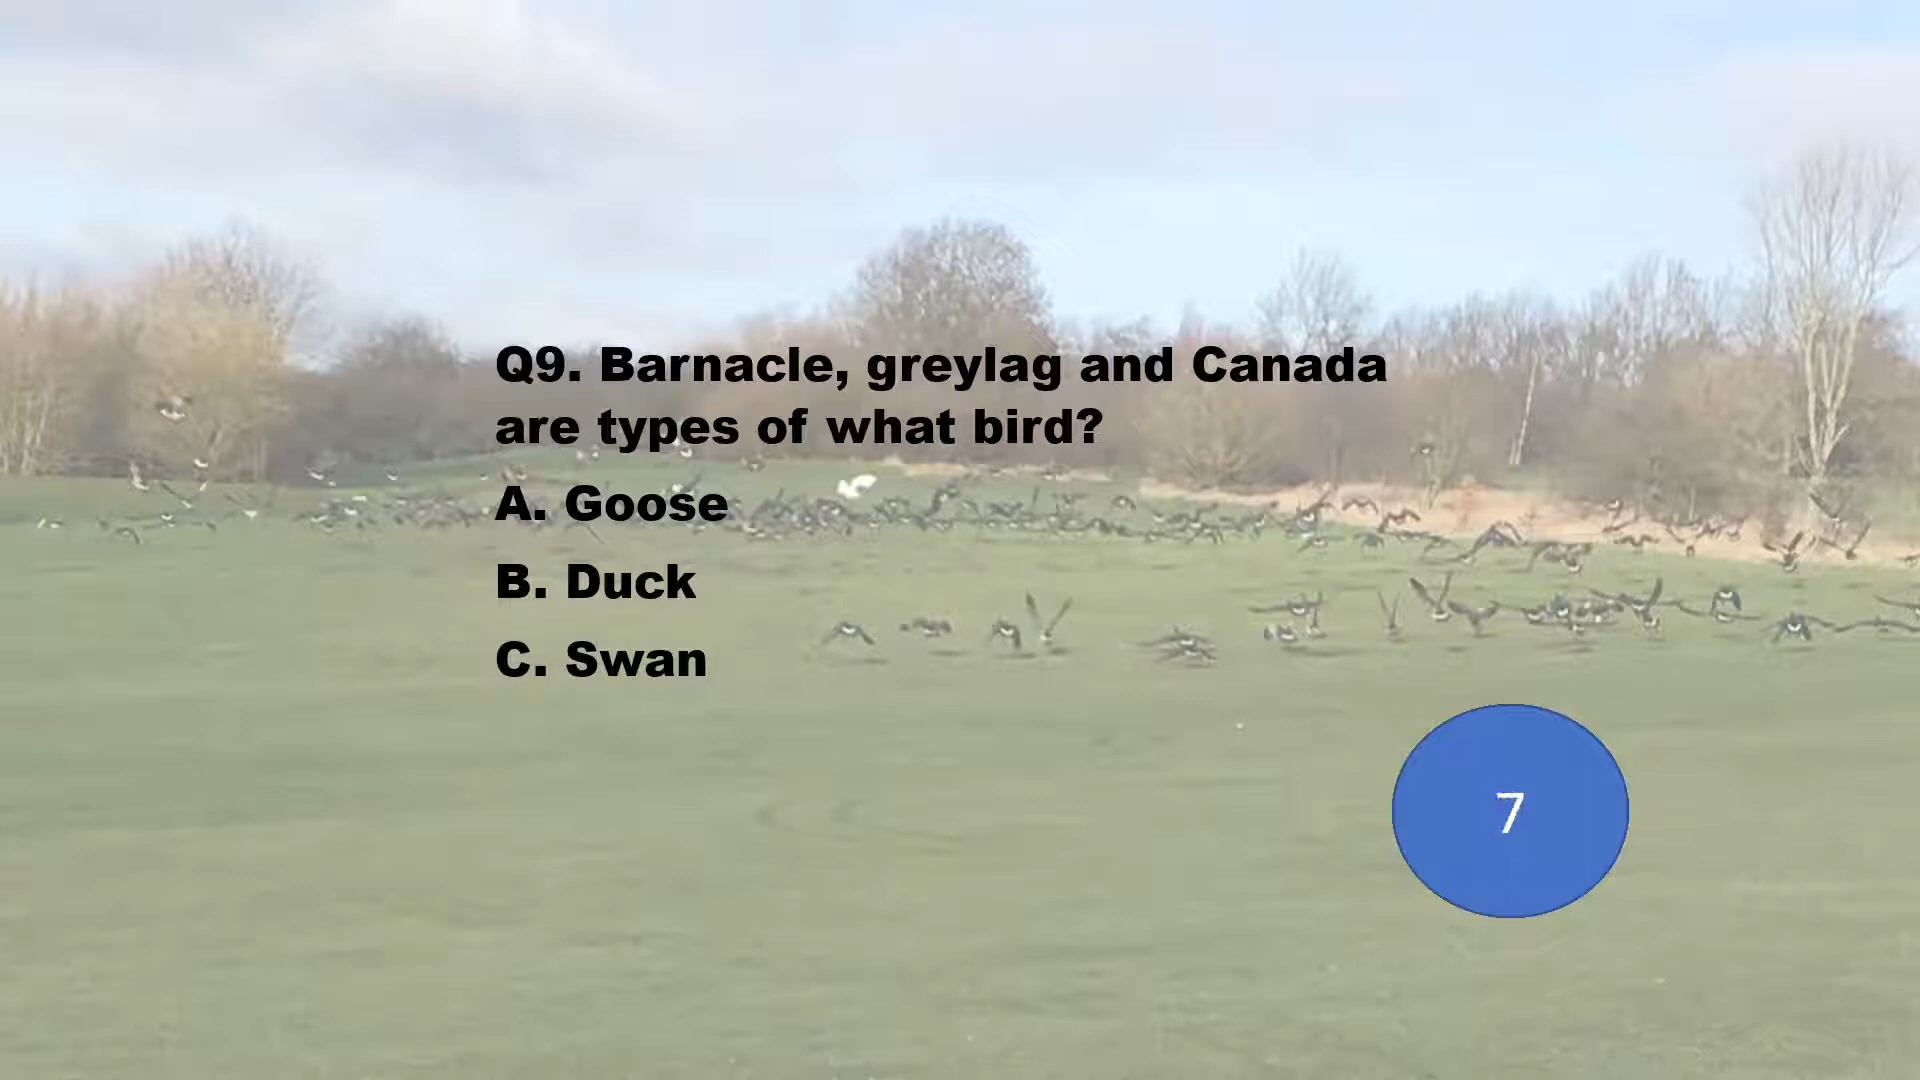 Q9. Barnacle, greylag and Canada
are types of what bird?
A. Goose
B. Duck
C. Swan
7